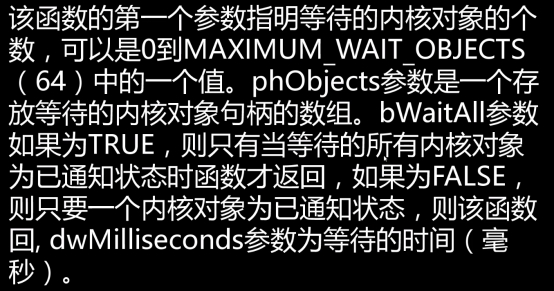 该函数的第一个参数指明等待的内核对象的个
数，可以是0到MAXIMUM_WAIT_OBJECTS
（64）中的一个值。phObjects参数是一个存
放等待的内核对象句柄的数组。bWaitAll参数
如果为TRUE，则只有当等待的所有内核对象
为已通知状态时函数才返回，如果为FALSE，
则只要一个内核对象为已通知状态，则该函数
回, dwMilliseconds参数为等待的时间（毫
秒）。